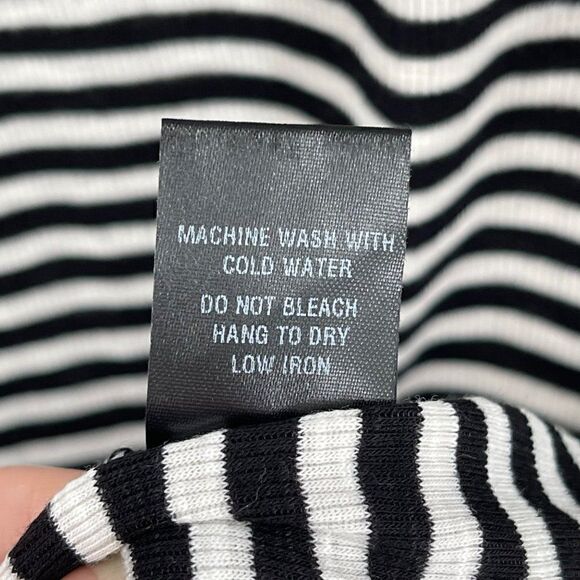 MACHINE WASH WITH
COLD WATER
DO NOT BLEACH
HANG TO DRY
LOW IRON